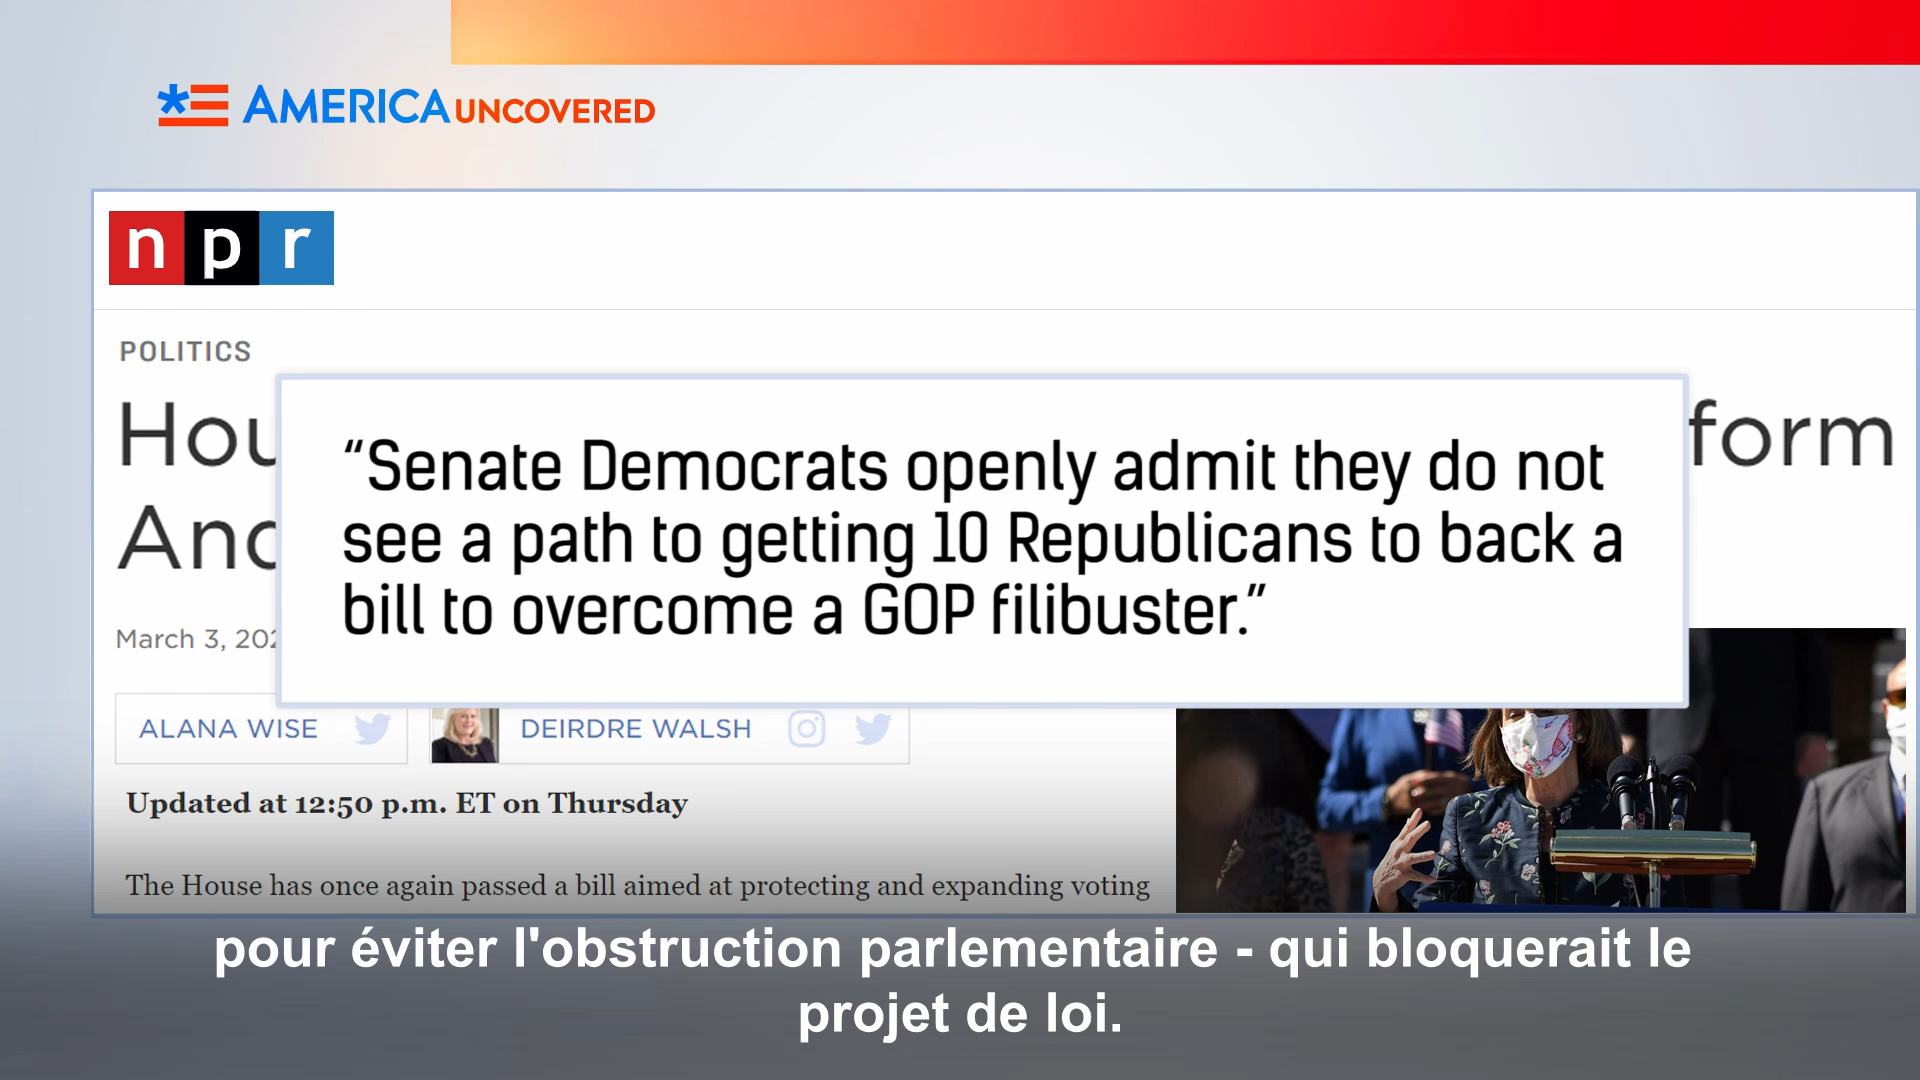 AMERICA UNCOVERED
npr
POLITICS
form
“Senate Democrats openly admit they do not
see a path to getting 10 Republicans to back a
bill to overcome a GOP filibuster.”
March 3,
ALANA WISE
DEIRDRE WALSH
Updated at 12:50 p.m. ET on Thursday
The House has once again passed a bill aimed at protecting and expanding voting
pour éviter l'obstruction parlementaire - qui bloquerait le
projet de loi.